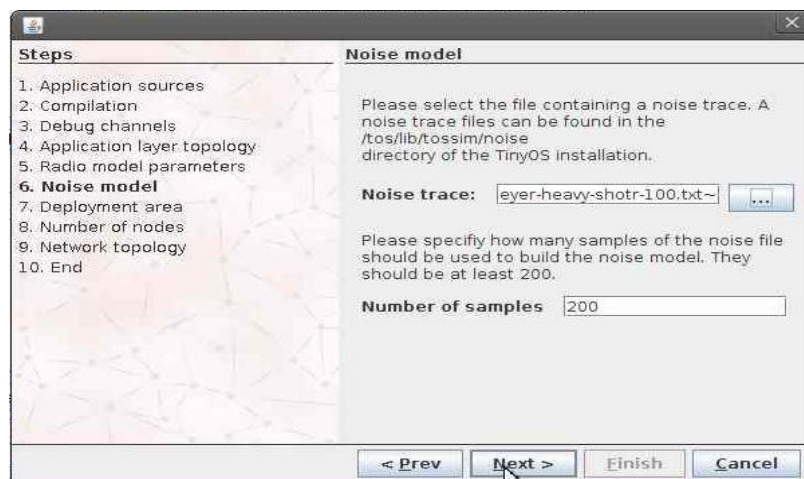 Steps
1. Application sources
2. Compilation
3. Debug channels
4. Application layer topology
5. Radio model parameters
6. Noise model
7. Deployment area
8. Number of nodes
9. Network topology
10. End
Noise model
Please select the file containing a noise trace. A
noise trace files can be found in the
/tos/lib/tossim/noise
directory of the TinyOS installation.
Noise trace: eyer-heavy-shotr-100.txt~ ...
Please specifiy how many samples of the noise file
should be used to build the noise model. They
should be at least 200.
Number of samples 200
< Prev Next > Finish Cancel